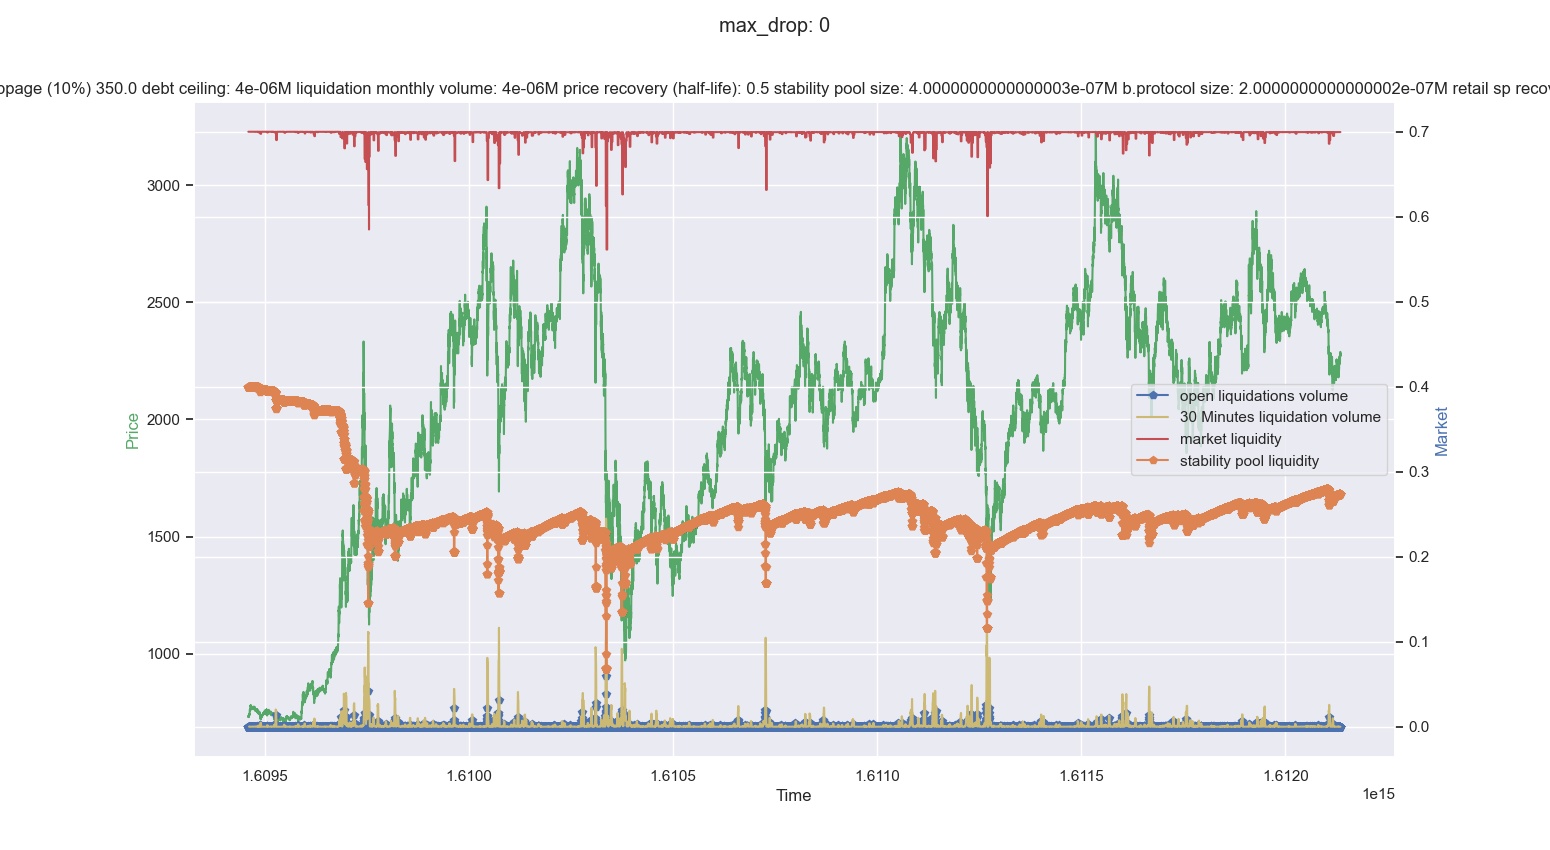 max_drop: 0
(10%) 350.0 debt ceiling: 4e-06M liquidation monthly volume: 4e-06M price recovery (half-life): 0.5 stability pool size: 4.0000000000000003e-07M b.protocol size: 2.0000000000000002e-07M retail sp
3000
2500
2000
1500
1000
Price
0.7
0.6
0.5
0.4
0.3
0.2
0.1
0.0
Market
open liquidations volume
30 Minutes liquidation volume
market liquidity
stability pool liquidity
1.6095 1.6100 1.6105 1.6110 1.6115 1.6120
Time
1e15